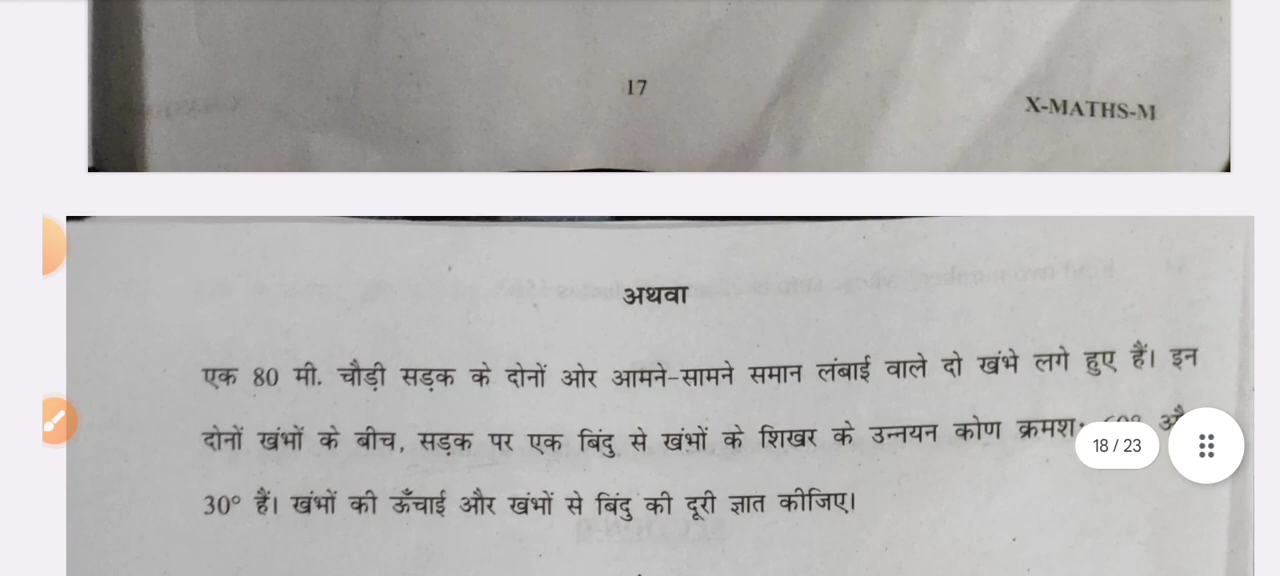 17
X-MATHS-M
अथवा
एक 80 मी. चौड़ी सड़क के दोनों ओर आमने-सामने समान लंबाई वाले दो खंभे लगे हुए हैं। इन
दोनों खंभों के बीच, सड़क पर एक बिंदु से खंभों के शिखर के उन्नयन कोण क्रमश:
18 / 23
30° हैं। खंभों की ऊँचाई और खंभों से बिंदु की दूरी ज्ञात कीजिए।